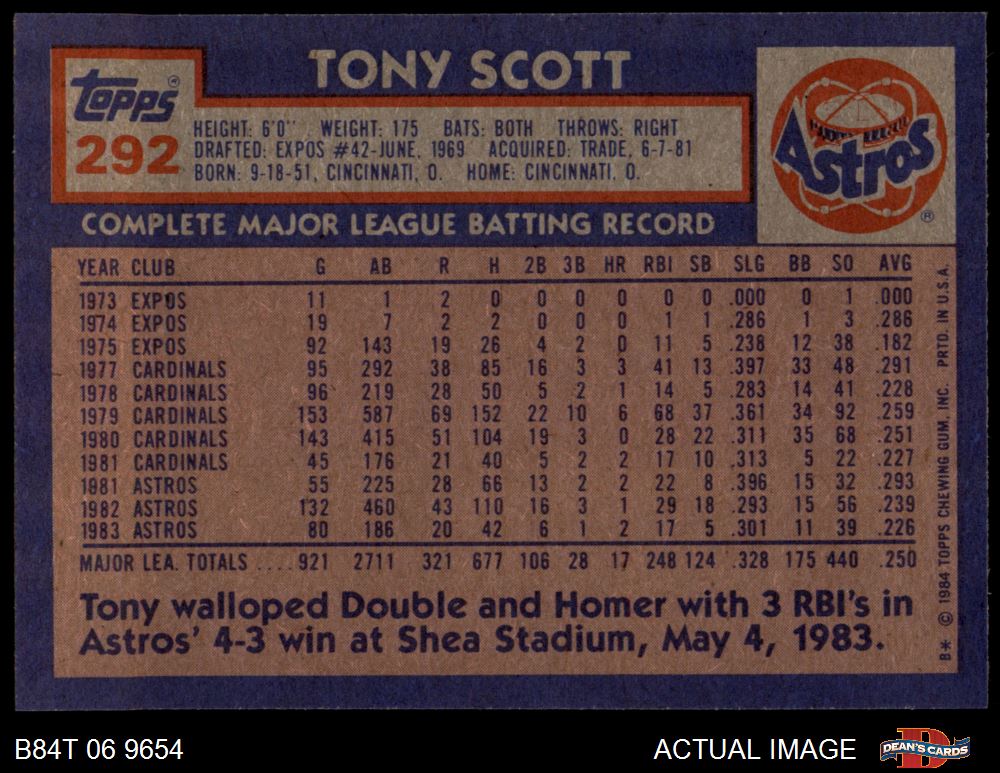 TONY SCOTT
Topps®
292
HEIGHT: 6'0" . WEIGHT: 175 BATS: BOTH THROWS: RIGHT
DRAFTED: EXPOS #42-JUNE, 1969 ACQUIRED: TRADE, 6-7-81
BORN: 9-18-51, CINCINNATI, O. HOME: CINCINNATI, O.
Astros
®
COMPLETE MAJOR LEAGUE BATTING RECORD
YEAR CLUB G AB R H 2B 3B HR RBI SB SLG BB SO AVG
1973 EXPOS 11 1 2 0 0 0 0 0 0 .000 0 1 .000
1974 EXPOS 19 7 2 2 0 0 0 1 1 .286 1 3 .286
1975 EXPOS 92 143 19 26 4 2 0 11 5 .238 12 38 .182
1977 CARDINALS 95 292 38 85 16 3 3 41 13 .397 33 48 .291
1978 CARDINALS 96 219 28 50 5 2 1 14 5 .283 14 41 .228
1979 CARDINALS 153 587 69 152 22 10 6 68 37 .361 34 92 .259
1980 CARDINALS 143 415 51 104 19 3 0 28 22 .311 35 68 .251
1981 CARDINALS 45 176 21 40 5 2 2 17 10 .313 5 22 .227
1981 ASTROS 55 225 28 66 13 2 2 22 8 .396 15 32 .293
1982 ASTROS 132 460 43 110 16 3 1 29 18 .293 15 56 .239
1983 ASTROS 80 186 20 42 6 1 2 17 5 .301 11 39 .226
MAJOR LEA. TOTALS ....921 2711 321 677 106 28 17 248 124 .328 175 440 .250
Tony walloped Double and Homer with 3 RBI's in
Astros' 4-3 win at Shea Stadium, May 4, 1983.
B* © 1984 TOPPS CHEWING GUM, INC. PRTD. IN U.S.A.
B84T 06 9654
ACTUAL IMAGE
DEAN'S CARDS